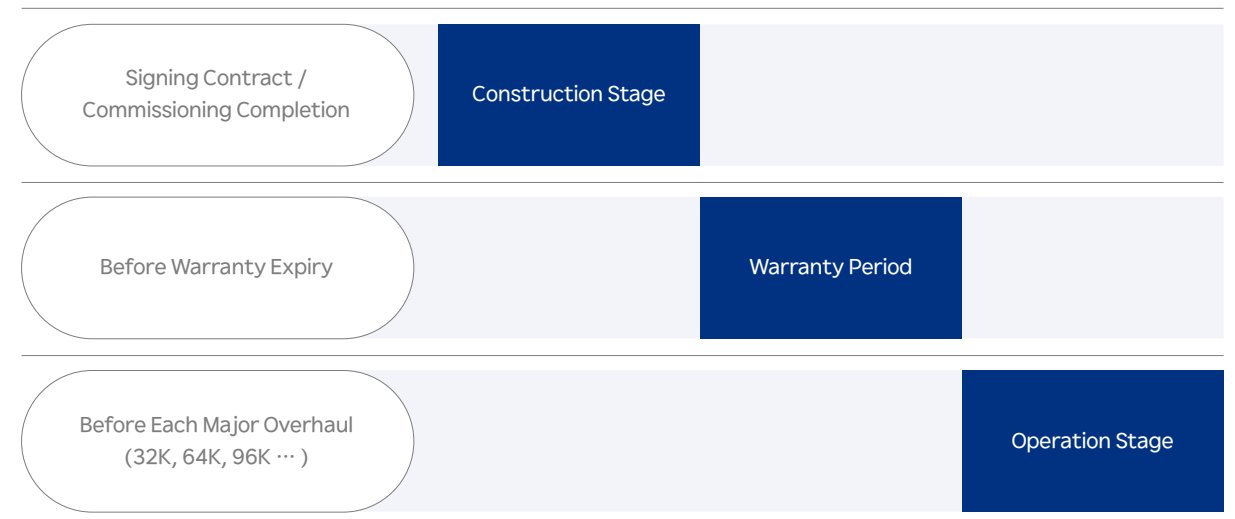 Signing Contract /
Commissioning Completion
Construction Stage
Before Warranty Expiry
Warranty Period
Before Each Major Overhaul
(32K, 64K, 96K ⋯ )
Operation Stage